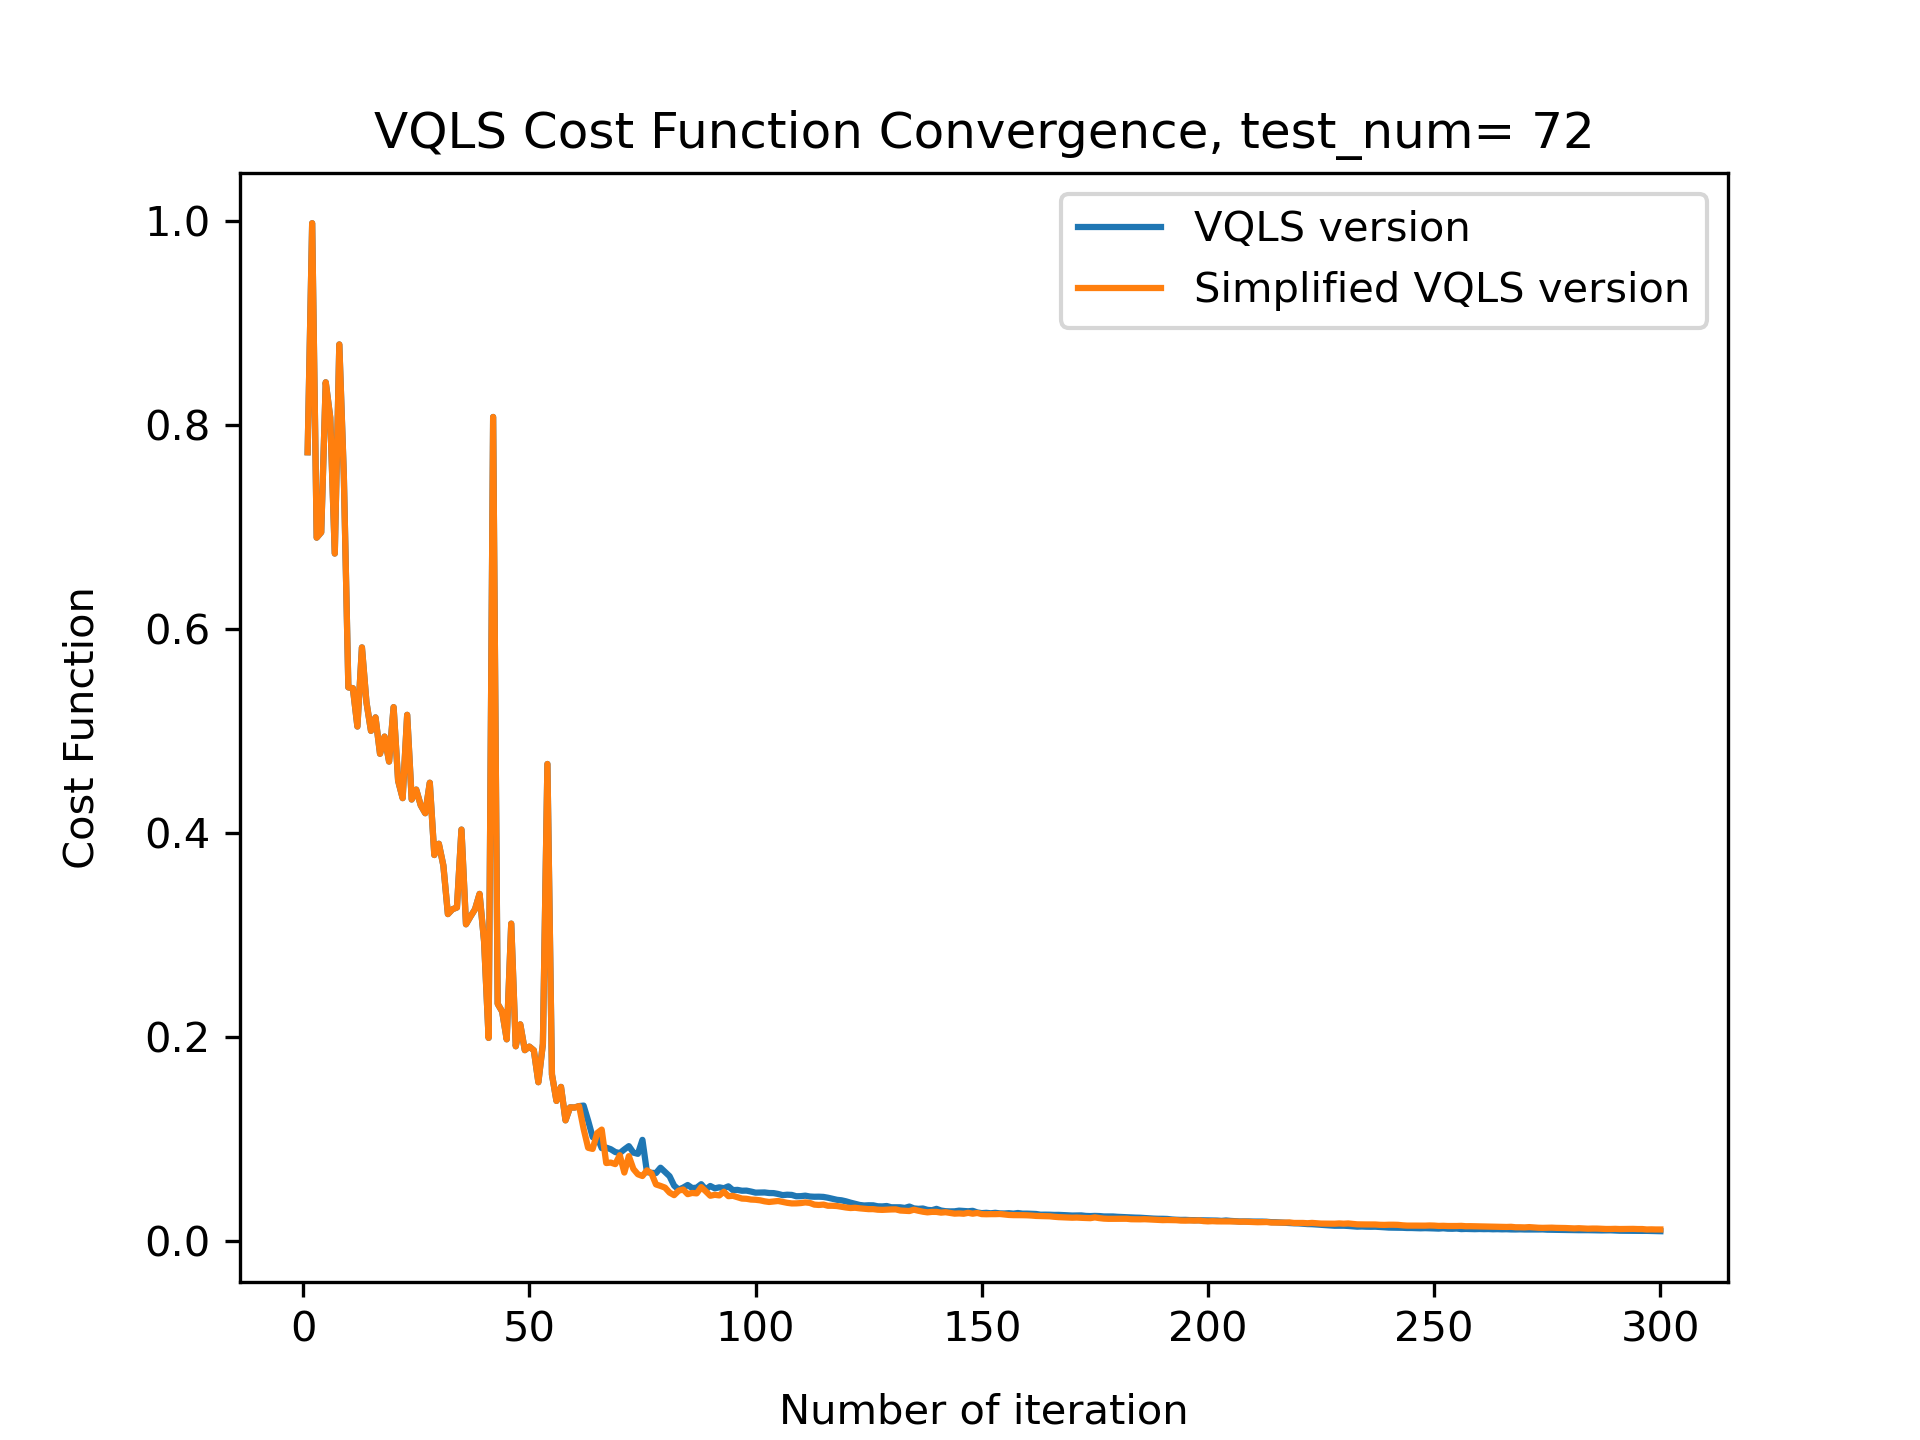 VQLS Cost Function Convergence, test_num= 72
VQLS version
Simplified VQLS version
1.0
0.8
0.6
0.4
0.2
0.0
Cost Function
0 50 100 150 200 250 300
Number of iteration